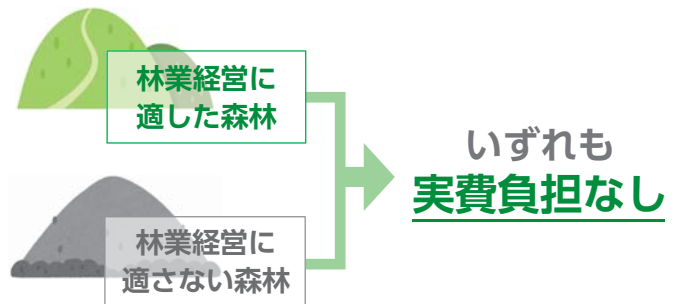 林業経営に
適した森林
いずれも
実費負担なし
林業経営に
適さない森林